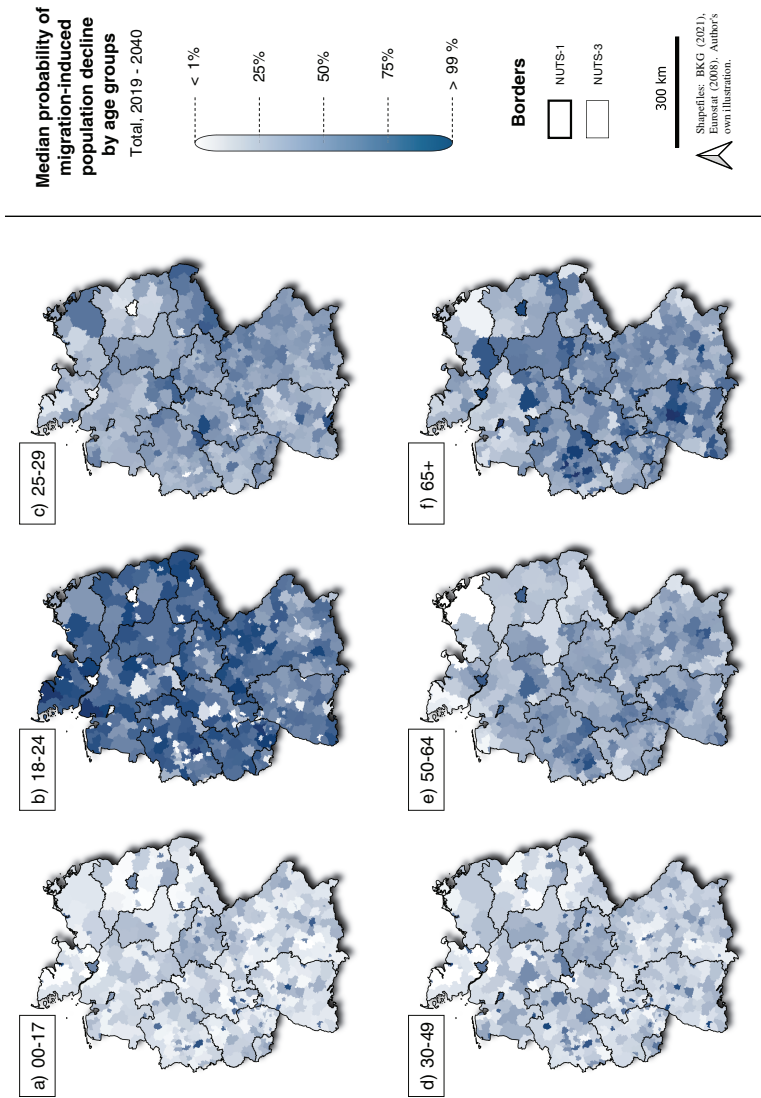 Median probability of
migration-induced
population decline
by age groups
Total, 2019 - 2040
< 1%
25%
50%
75%
> 99 %
Borders
NUTS-1
NUTS-3
300 km
Shapefiles: BKG (2021),
Eurostat (2008). Author's
own illustration.
a) 00-17
b) 18-24
c) 25-29
d) 30-49
e) 50-64
f) 65+